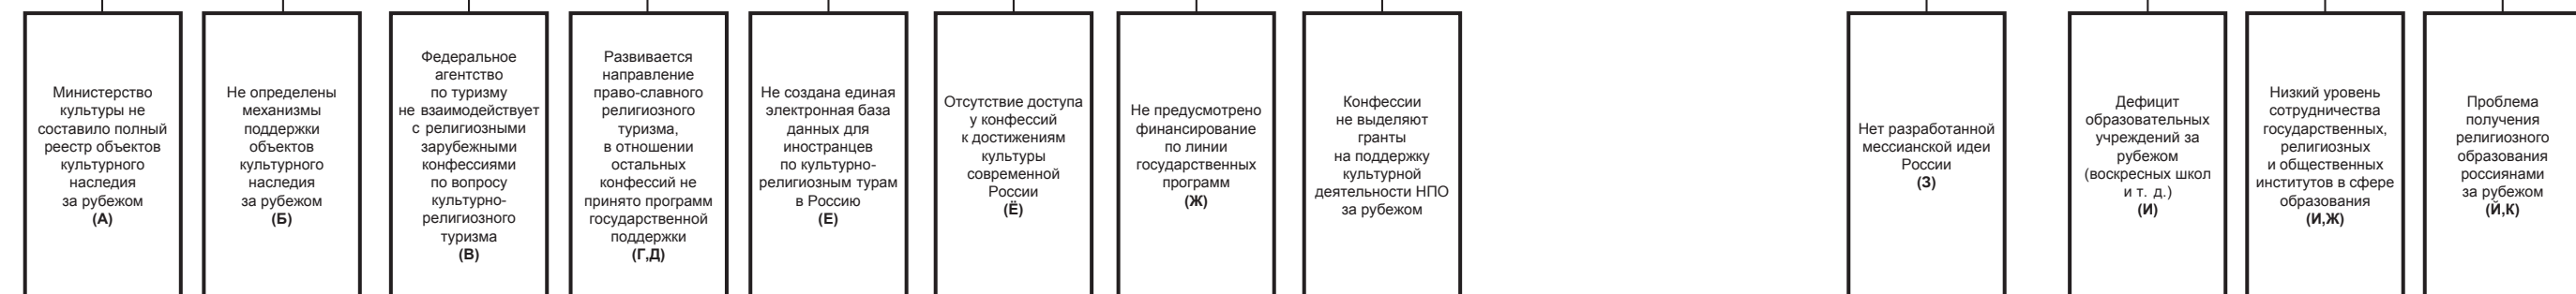 Министерство
культуры не
составило полный
реестр объектов
культурного
наследия
за рубежом
(А)
Не определены
механизмы
поддержки
объектов
культурного
наследия
за рубежом
(Б)
Федеральное
агентство
по туризму
не взаимодействует
с религиозными
зарубежными
конфессиями
по вопросу
культурно-
религиозного
туризма
(В)
Развивается
направление
право-славного
религиозного
туризма,
в отношении
остальных
конфессий не
принято программ
государственной
поддержки
(Г,Д)
Не создана единая
электронная база
данных для
иностранцев
по культурно-
религиозным турам
в Россию
(Е)
Отсутствие доступа
у конфессий
к достижениям
культуры
современной
России
(Ё)
Не предусмотрено
финансирование
по линии
государственных
программ
(Ж)
Конфессии
не выделяют
гранты
на поддержку
культурной
деятельности НПО
за рубежом
Нет разработанной
мессианской идеи
России
(З)
Дефицит
образовательных
учреждений за
рубежом
(воскресных школ
и т. д.)
(И)
Низкий уровень
сотрудничества
государственных,
религиозных
и общественных
институтов в сфере
образования
(И,Ж)
Проблема
получения
религиозного
образования
россиянами
за рубежом
(Й,К)